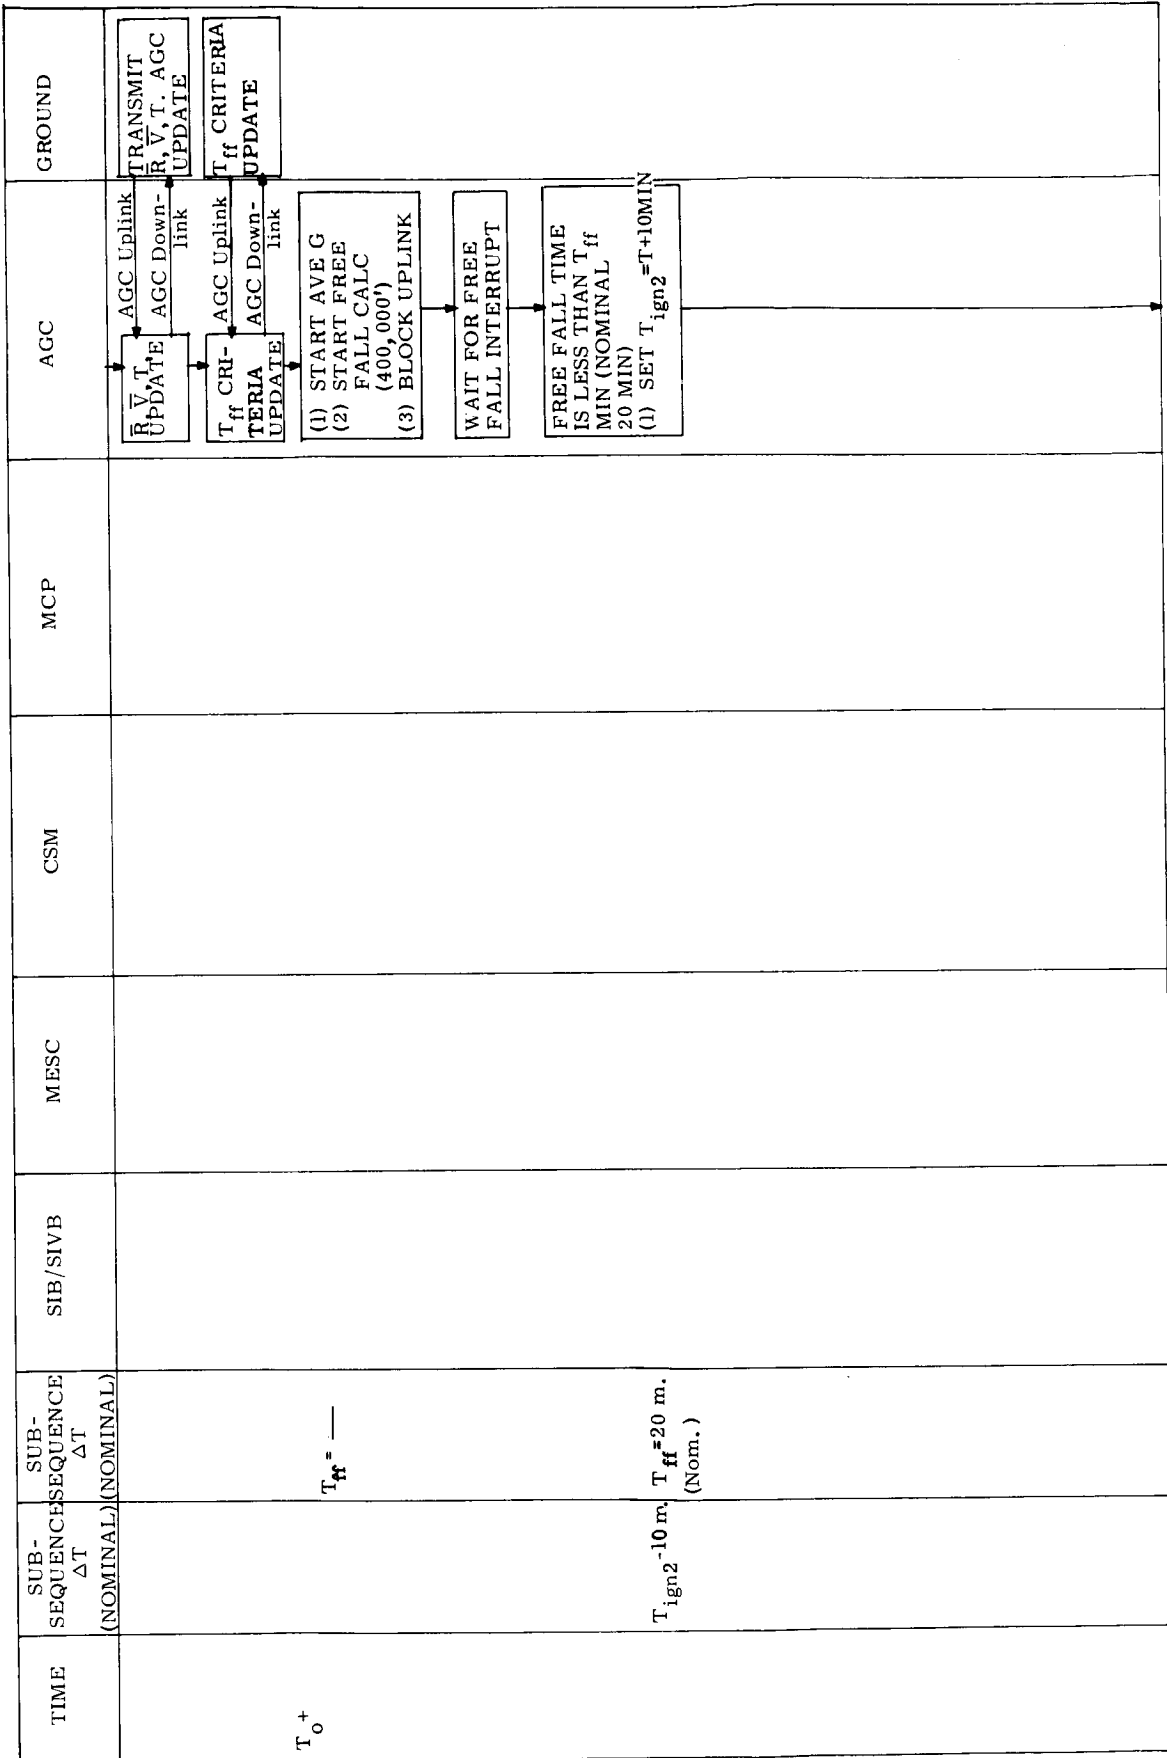 TIME
SUB-
SEQUENCE
ΔT
(NOMINAL)
SUB-
SEQUENCE
ΔT
(NOMINAL)
SIB/SIVB
MESC
CSM
MCP
AGC
GROUND
R̅,V̅,T
UPDATE
AGC Uplink
AGC Down-
link
TRANSMIT
R̅,V̅,T. AGC
UPDATE
Tff CRI-
TERIA
UPDATE
AGC Uplink
AGC Down-
link
Tff CRITERIA
UPDATE
To+
Tff= —
(1) START AVE G
(2) START FREE
FALL CALC
(400,000')
(3) BLOCK UPLINK
WAIT FOR FREE
FALL INTERRUPT
Tign2-10 m.
Tff=20 m.
(Nom.)
FREE FALL TIME
IS LESS THAN Tff
MIN (NOMINAL
20 MIN)
(1) SET Tign2=T+10MIN